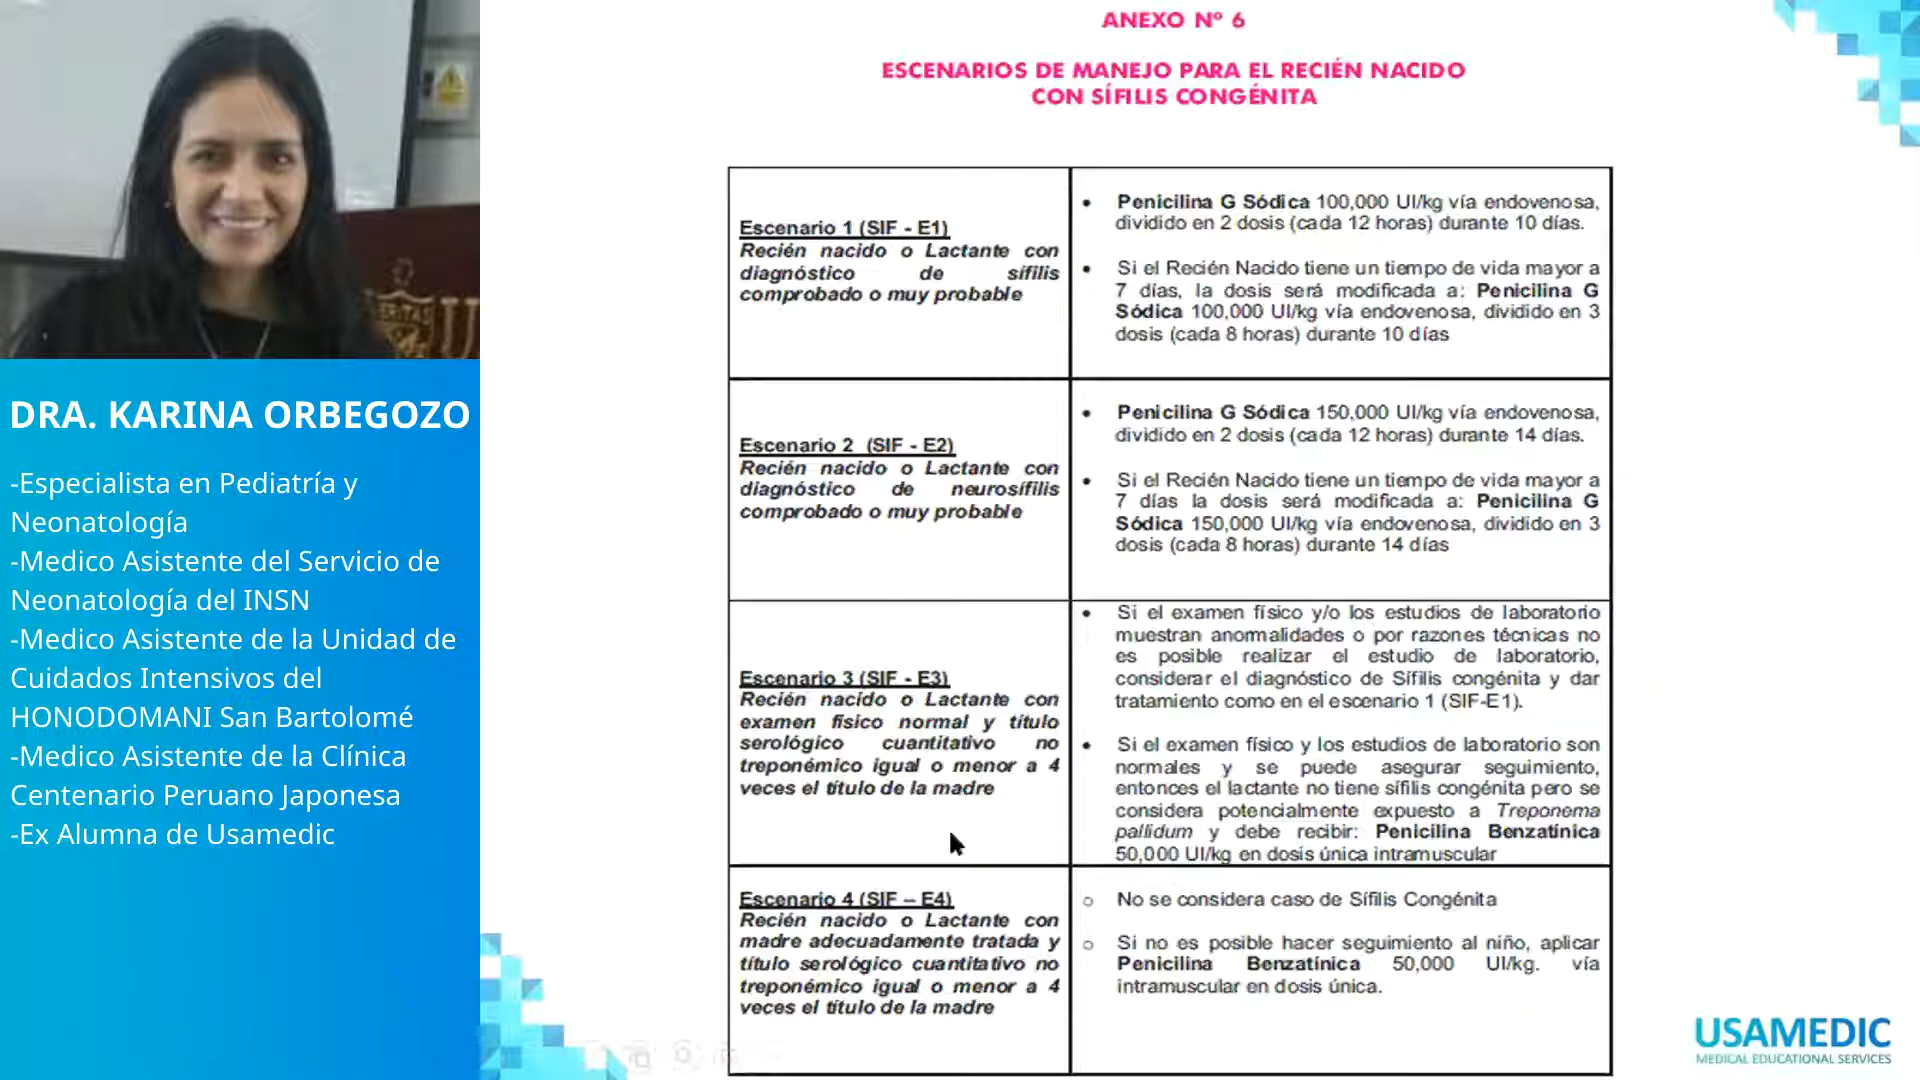 DRA. KARINA ORBEGOZO
-Especialista en Pediatría y
Neonatología
-Medico Asistente del Servicio de
Neonatología del INSN
-Medico Asistente de la Unidad de
Cuidados Intensivos del
HONODOMANI San Bartolomé
-Medico Asistente de la Clínica
Centenario Peruano Japonesa
-Ex Alumna de Usamedic
ANEXO Nº 6
ESCENARIOS DE MANEJO PARA EL RECIÉN NACIDO
CON SÍFILIS CONGÉNITA
Escenario 1 (SIF - E1)
Recién nacido o Lactante con
diagnóstico de sífilis
comprobado o muy probable
• Penicilina G Sódica 100,000 UI/kg vía endovenosa,
dividido en 2 dosis (cada 12 horas) durante 10 días.
• Si el Recién Nacido tiene un tiempo de vida mayor a
7 días, la dosis será modificada a: Penicilina G
Sódica 100,000 UI/kg vía endovenosa, dividido en 3
dosis (cada 8 horas) durante 10 días
Escenario 2 (SIF - E2)
Recién nacido o Lactante con
diagnóstico de neurosífilis
comprobado o muy probable
• Penicilina G Sódica 150,000 UI/kg vía endovenosa,
dividido en 2 dosis (cada 12 horas) durante 14 días.
• Si el Recién Nacido tiene un tiempo de vida mayor a
7 días la dosis será modificada a: Penicilina G
Sódica 150,000 UI/kg vía endovenosa, dividido en 3
dosis (cada 8 horas) durante 14 días
Escenario 3 (SIF - E3)
Recién nacido o Lactante con
examen físico normal y título
serológico cuantitativo no
treponémico igual o menor a 4
veces el título de la madre
• Si el examen físico y/o los estudios de laboratorio
muestran anomalidades o por razones técnicas no
es posible realizar el estudio de laboratorio,
considerar el diagnóstico de Sífilis congénita y dar
tratamiento como en el escenario 1 (SIF-E1).
• Si el examen físico y los estudios de laboratorio son
normales y se puede asegurar seguimiento,
entonces el lactante no tiene sífilis congénita pero se
considera potencialmente expuesto a Treponema
pallidum y debe recibir: Penicilina Benzatínica
50,000 UI/kg en dosis única intramuscular
Escenario 4 (SIF – E4)
Recién nacido o Lactante con
madre adecuadamente tratada y
título serológico cuantitativo no
treponémico igual o menor a 4
veces el título de la madre
o No se considera caso de Sífilis Congénita
o Si no es posible hacer seguimiento al niño, aplicar
Penicilina Benzatínica 50,000 UI/kg. vía
intramuscular en dosis única.
USAMEDIC
MEDICAL EDUCATIONAL SERVICES